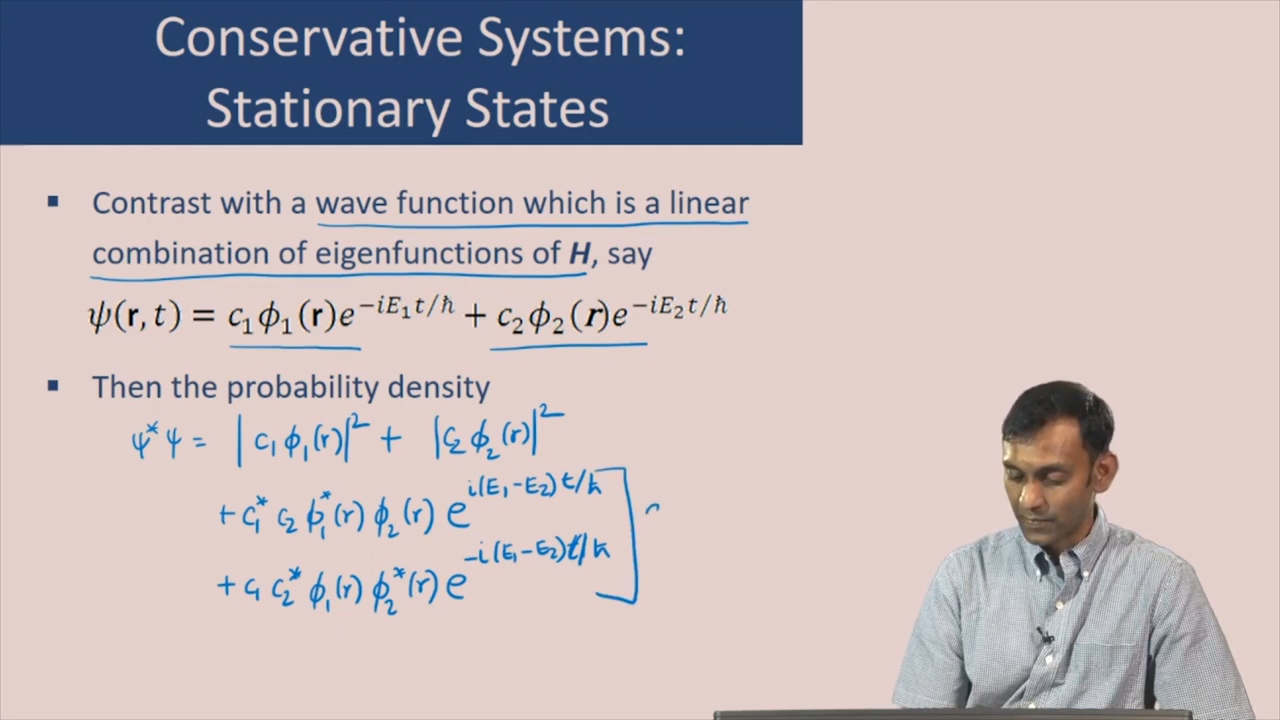 Conservative Systems:
Stationary States
▪ Contrast with a wave function which is a linear
combination of eigenfunctions of H, say
ψ(r, t) = c₁ϕ₁(r)e^{-iE₁t/ħ} + c₂ϕ₂(r)e^{-iE₂t/ħ}
▪ Then the probability density
ψ*ψ = |c₁ϕ₁(r)|² + |c₂ϕ₂(r)|²
+ c₁* c₂ ϕ₁*(r) ϕ₂(r) e^{i(E₁-E₂)t/ħ}
+ c₁ c₂* ϕ₁(r) ϕ₂*(r) e^{-i(E₁-E₂)t/ħ}